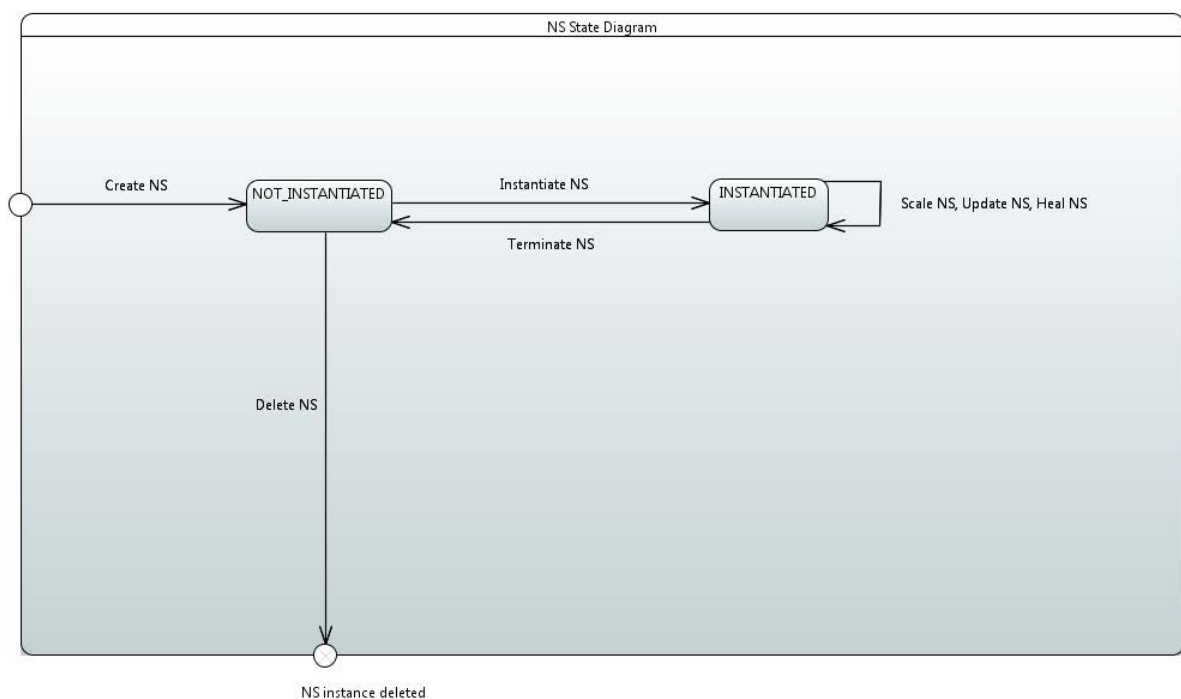 NS State Diagram
Create NS
NOT_INSTANTIATED
Instantiate NS
INSTANTIATED
Scale NS, Update NS, Heal NS
Terminate NS
Delete NS
NS instance deleted